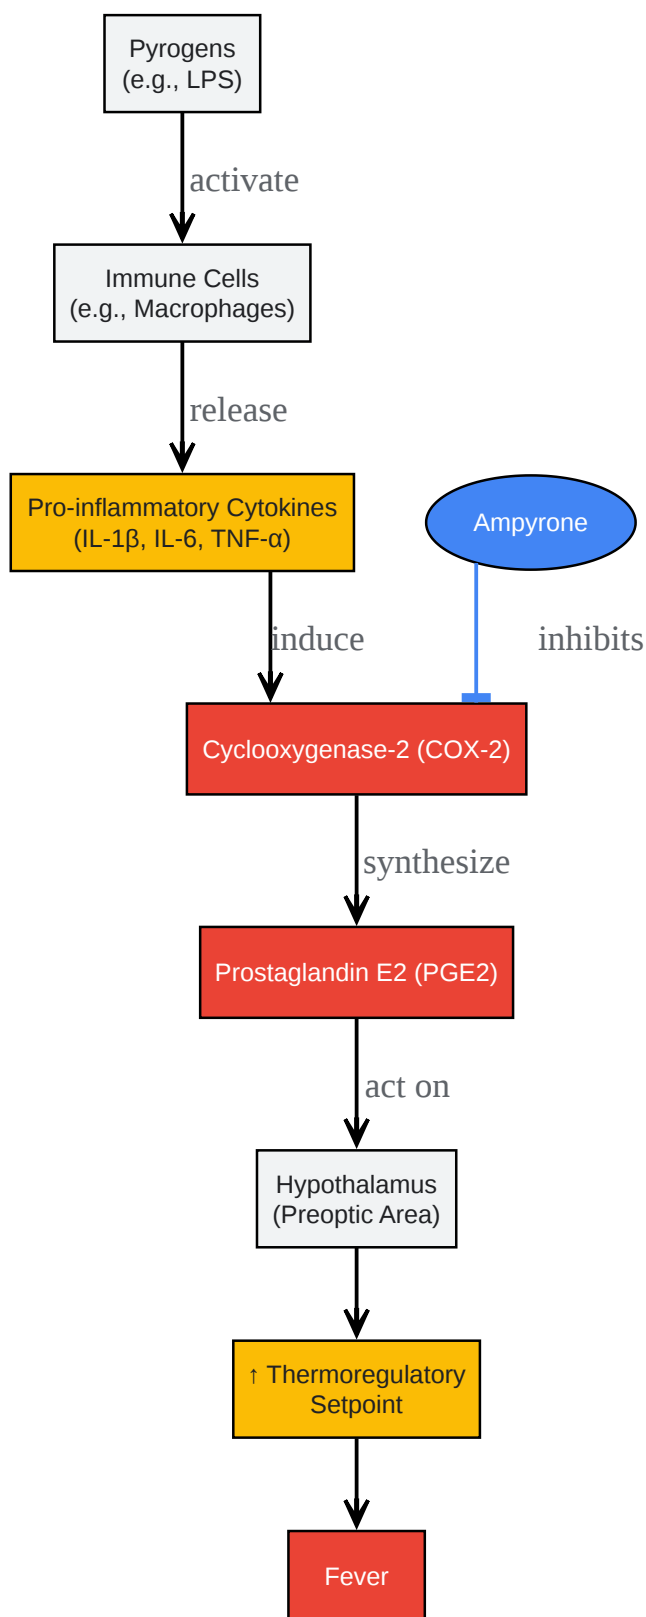 Pyrogens
(e.g., LPS)
activate
Immune Cells
(e.g., Macrophages)
release
Pro-inflammatory Cytokines
(IL-1β, IL-6, TNF-α)
Ampyrone
induce
inhibits
Cyclooxygenase-2 (COX-2)
synthesize
Prostaglandin E2 (PGE2)
act on
Hypothalamus
(Preoptic Area)
↑ Thermoregulatory
Setpoint
Fever